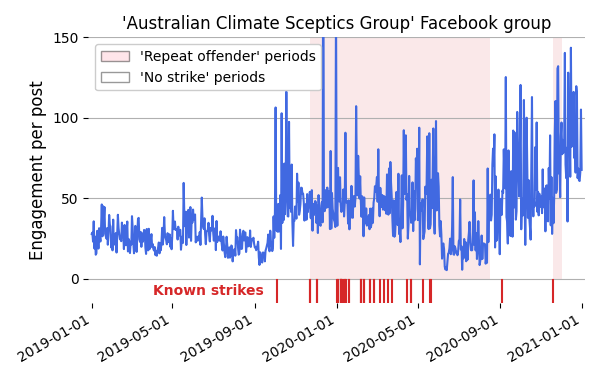 'Australian Climate Sceptics Group' Facebook group
150
100
50
0
Engagement per post
'Repeat offender' periods
'No strike' periods
Known strikes
2019-01-01
2019-05-01
2019-09-01
2020-01-01
2020-05-01
2020-09-01
2021-01-01